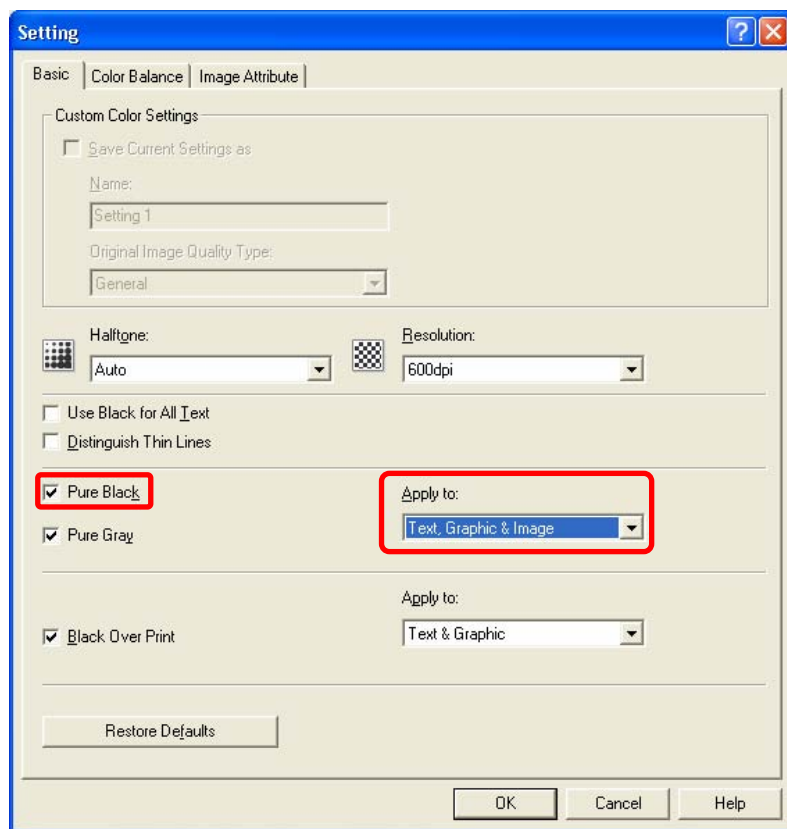 Setting
Basic Color Balance Image Attribute
Custom Color Settings
Save Current Settings as
Name:
Setting 1
Original Image Quality Type:
General
Halftone: Resolution:
Auto 600dpi
Use Black for All Text
Distinguish Thin Lines
Pure Black Apply to:
Text, Graphic & Image
Pure Gray
Apply to:
Black Over Print Text & Graphic
Restore Defaults
OK Cancel Help